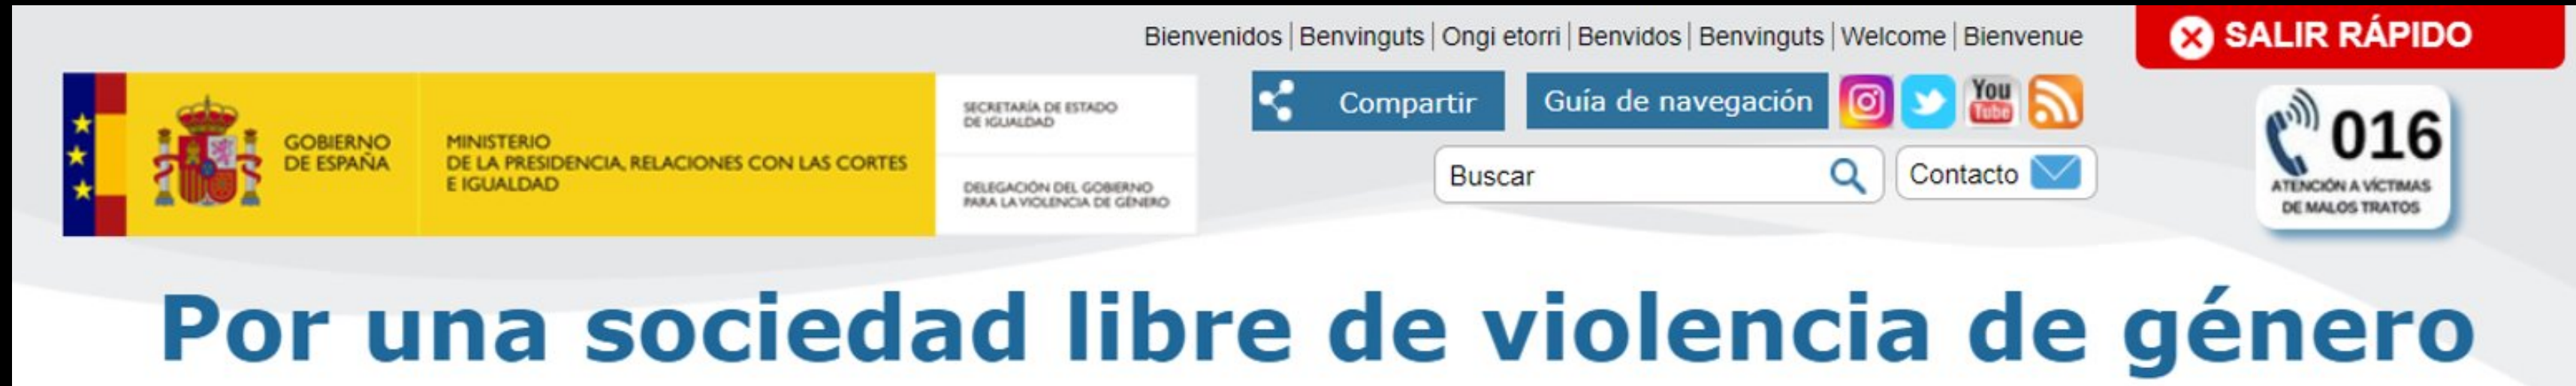 Bienvenidos | Benvinguts | Ongi etorri | Benvidos | Benvinguts | Welcome | Bienvenue
SALIR RÁPIDO
GOBIERNO
DE ESPAÑA
MINISTERIO
DE LA PRESIDENCIA, RELACIONES CON LAS CORTES
E IGUALDAD
SECRETARÍA DE ESTADO
DE IGUALDAD
DELEGACIÓN DEL GOBIERNO
PARA LA VIOLENCIA DE GÉNERO
Compartir
Guía de navegación
You
Tube
Buscar
Contacto
016
ATENCIÓN A VÍCTIMAS
DE MALOS TRATOS
Por una sociedad libre de violencia de género